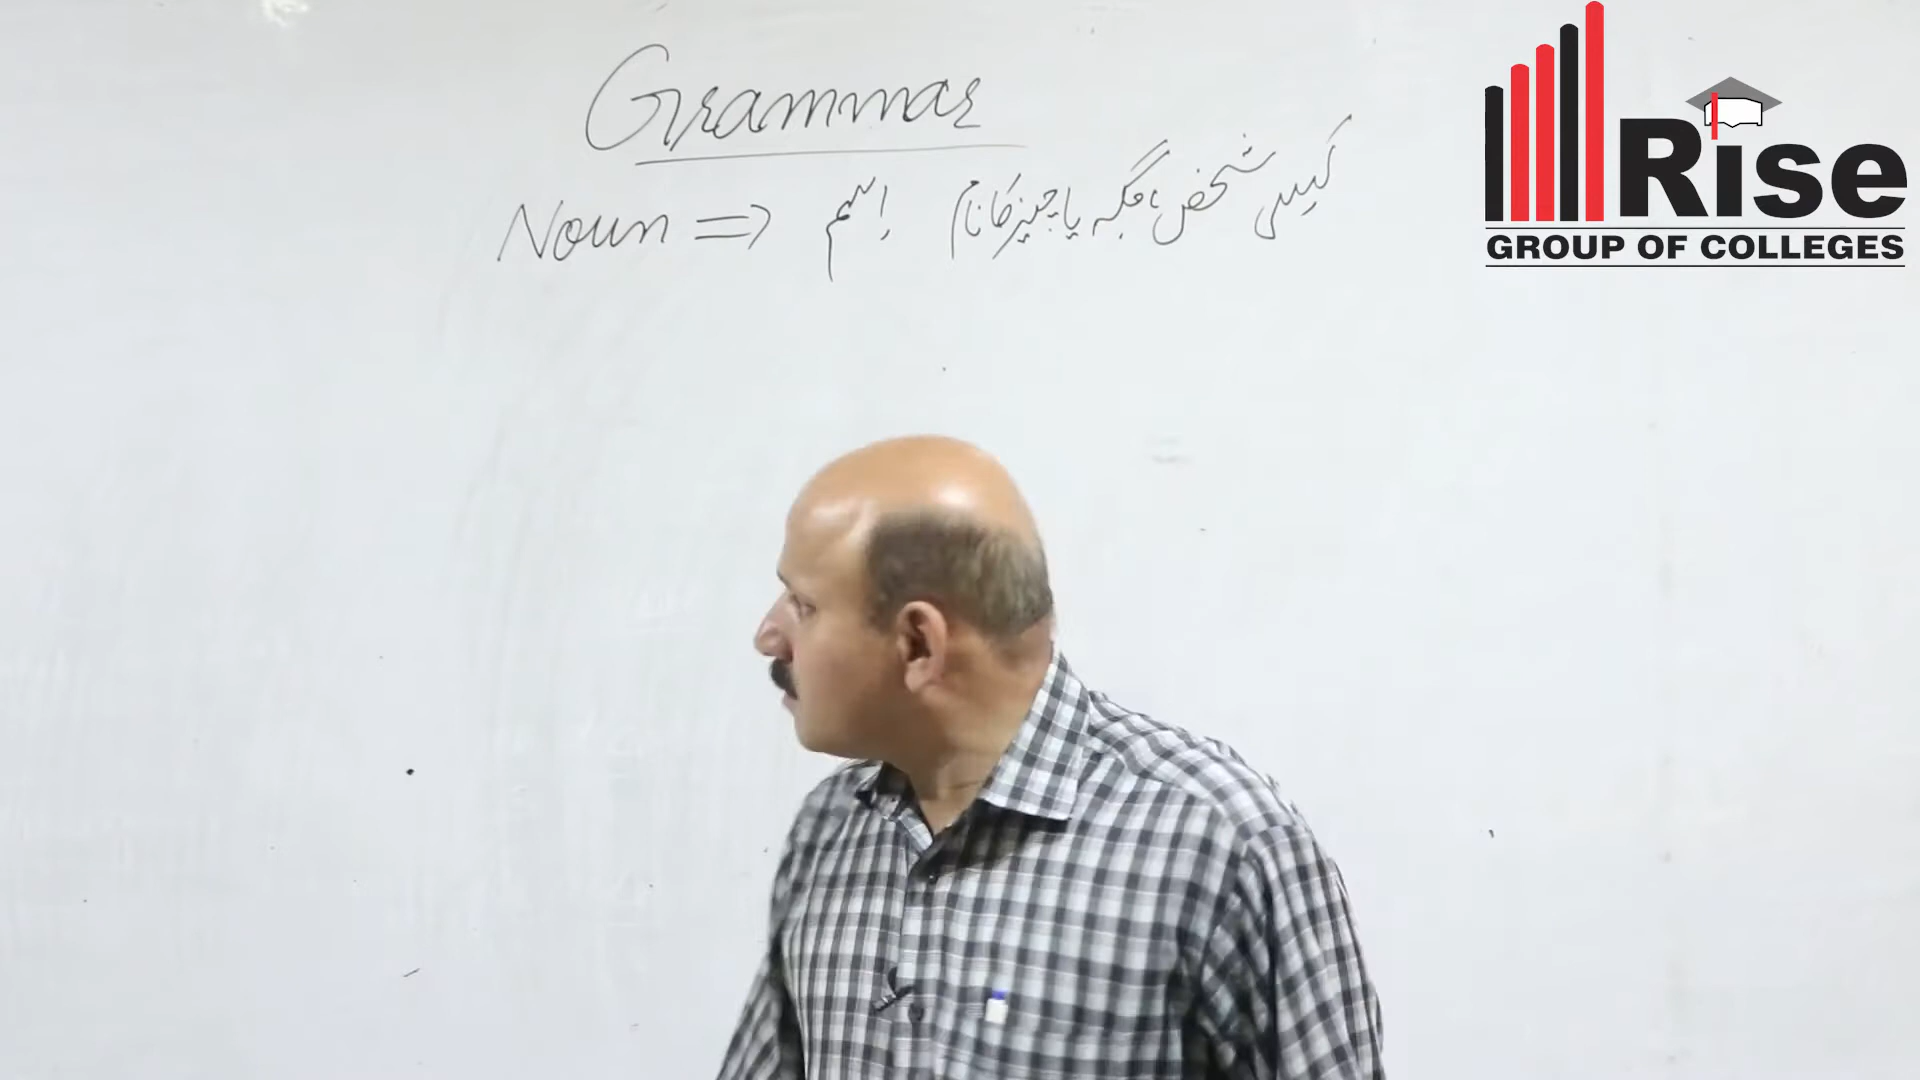 Grammar
Noun => اسم کسی شخص، جگہ یا چیز کا نام
Rise
GROUP OF COLLEGES